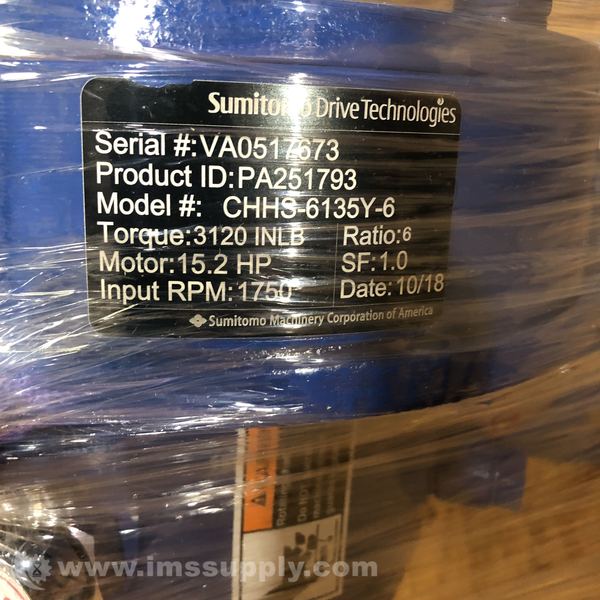 Sumitomo Drive Technologies
Serial #: VA0517673
Product ID: PA251793
Model #: CHHS-6135Y-6
Torque: 3120 INLB Ratio: 6
Motor: 15.2 HP SF: 1.0
Input RPM: 1750 Date: 10/18
Sumitomo Machinery Corporation of America
www.imssupply.com